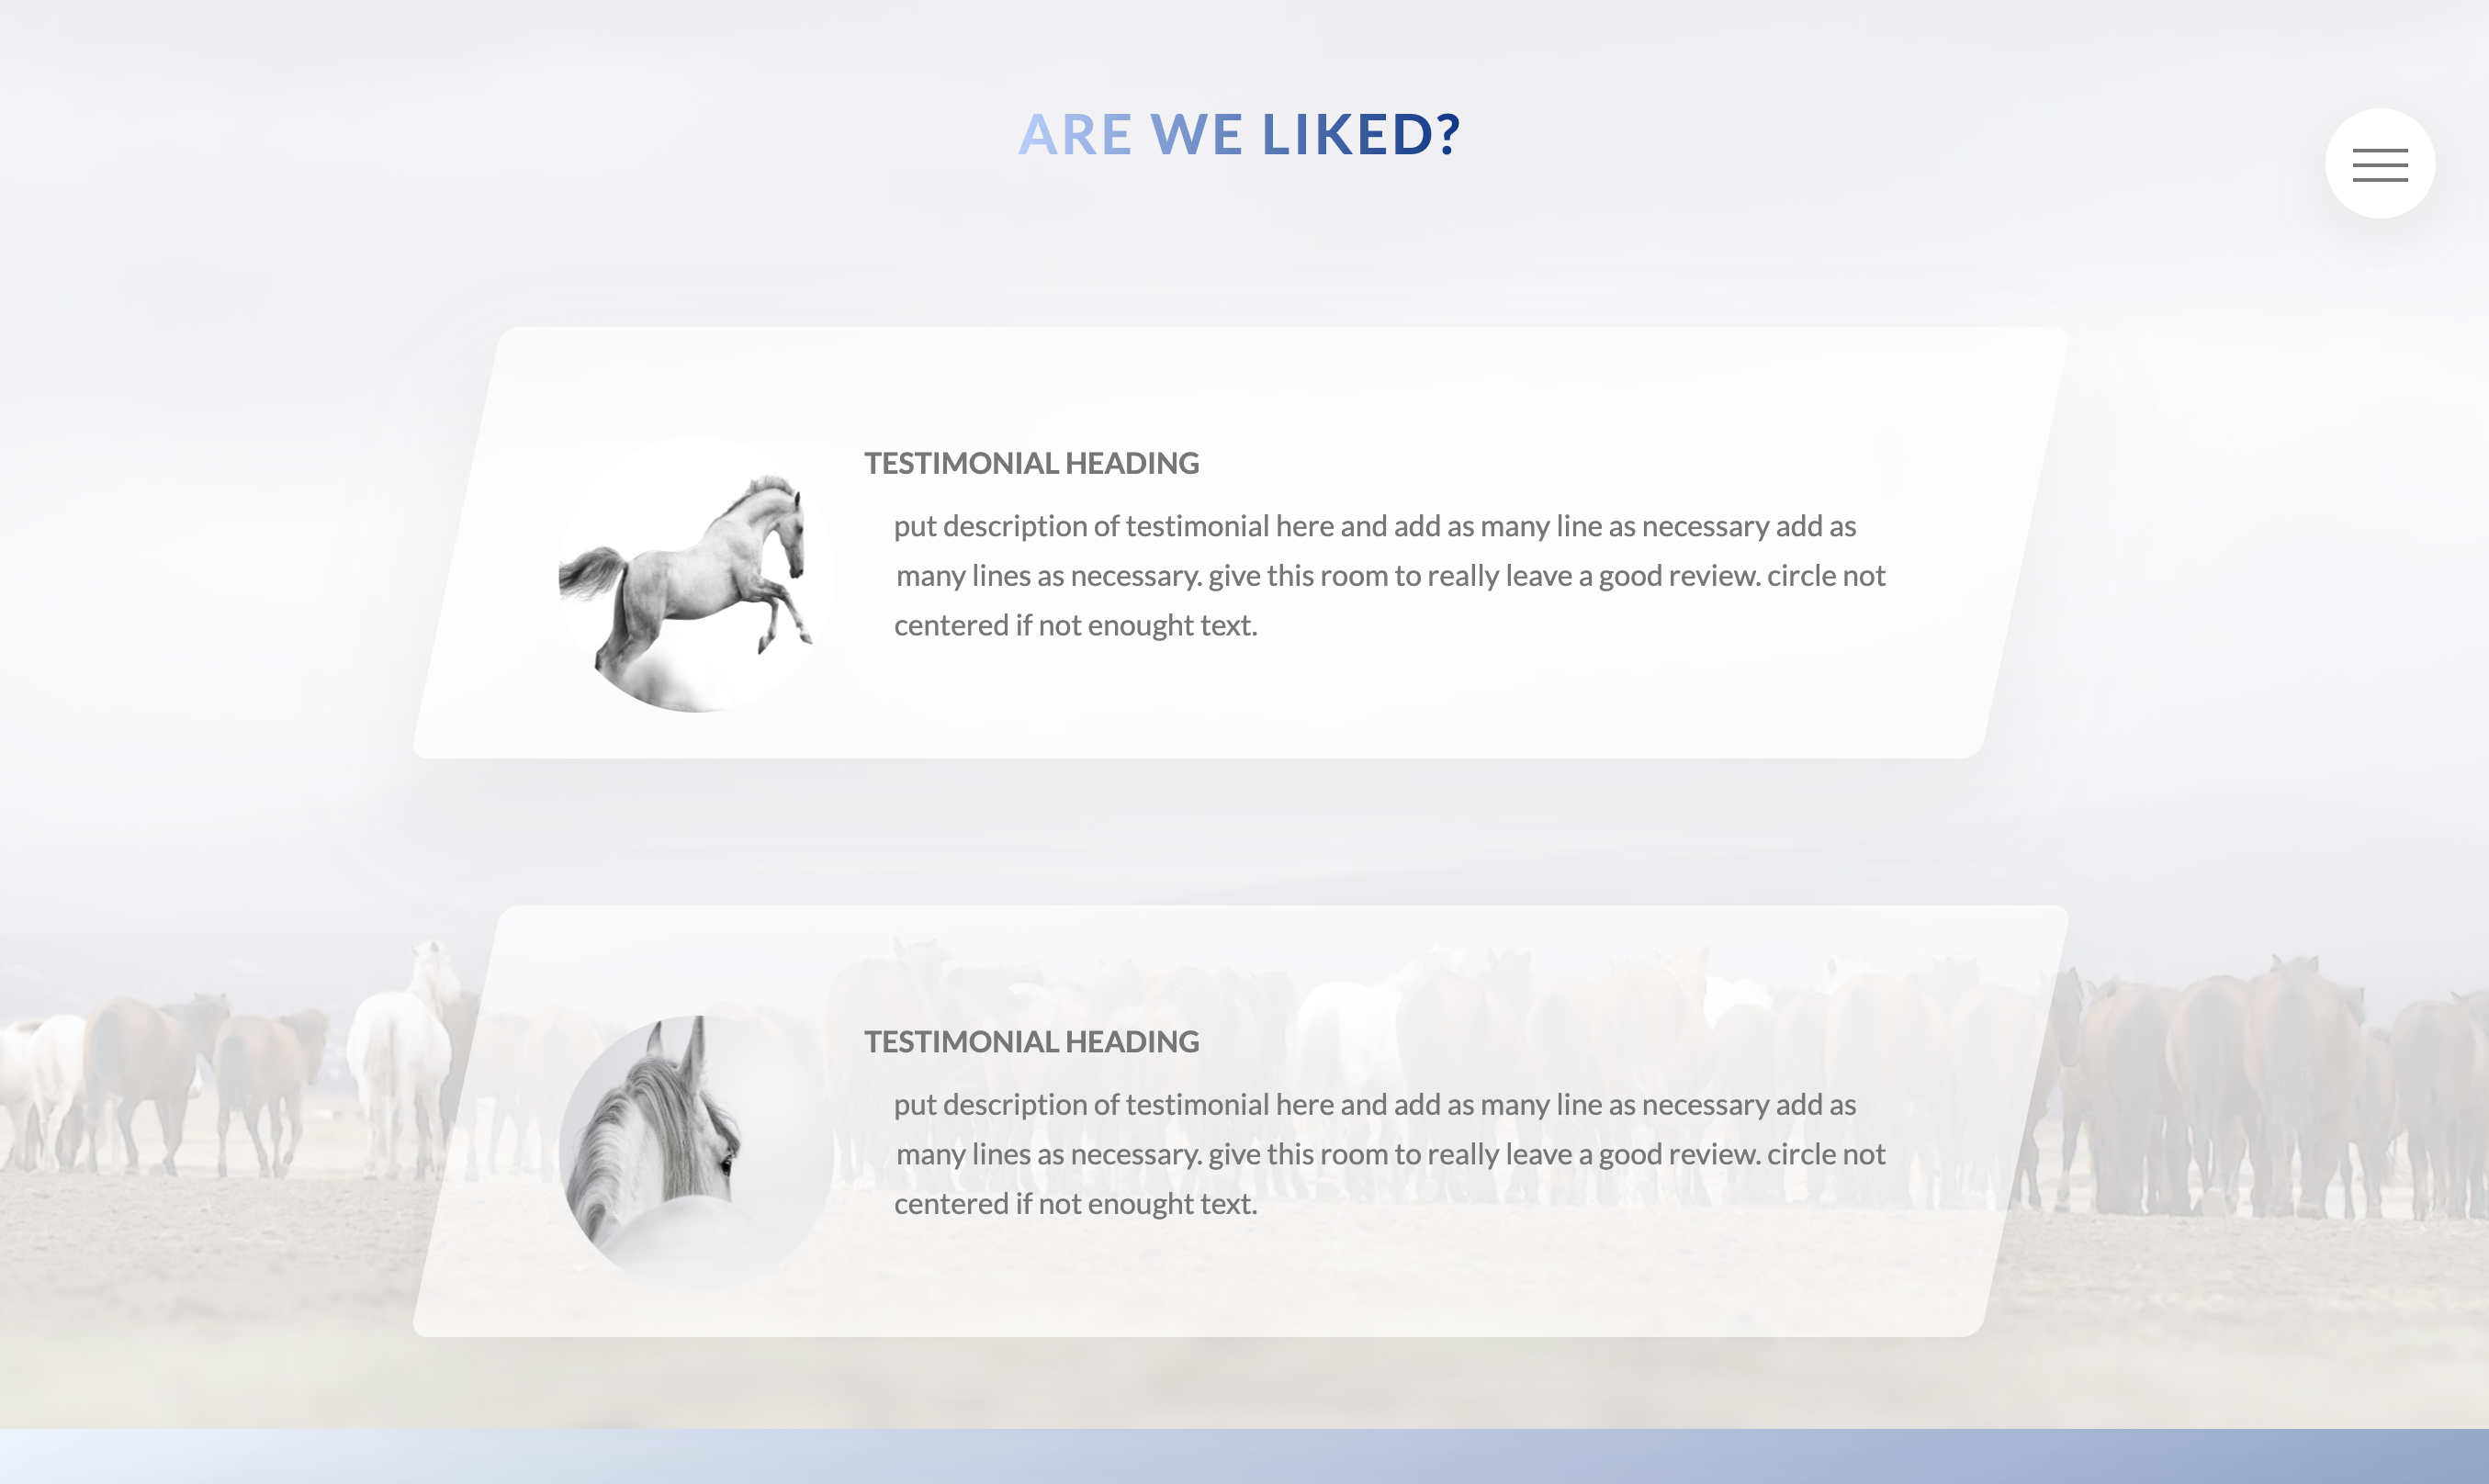 ARE WE LIKED?
TESTIMONIAL HEADING
put description of testimonial here and add as many line as necessary add as
many lines as necessary. give this room to really leave a good review. circle not
centered if not enought text.
TESTIMONIAL HEADING
put description of testimonial here and add as many line as necessary add as
many lines as necessary. give this room to really leave a good review. circle not
centered if not enought text.